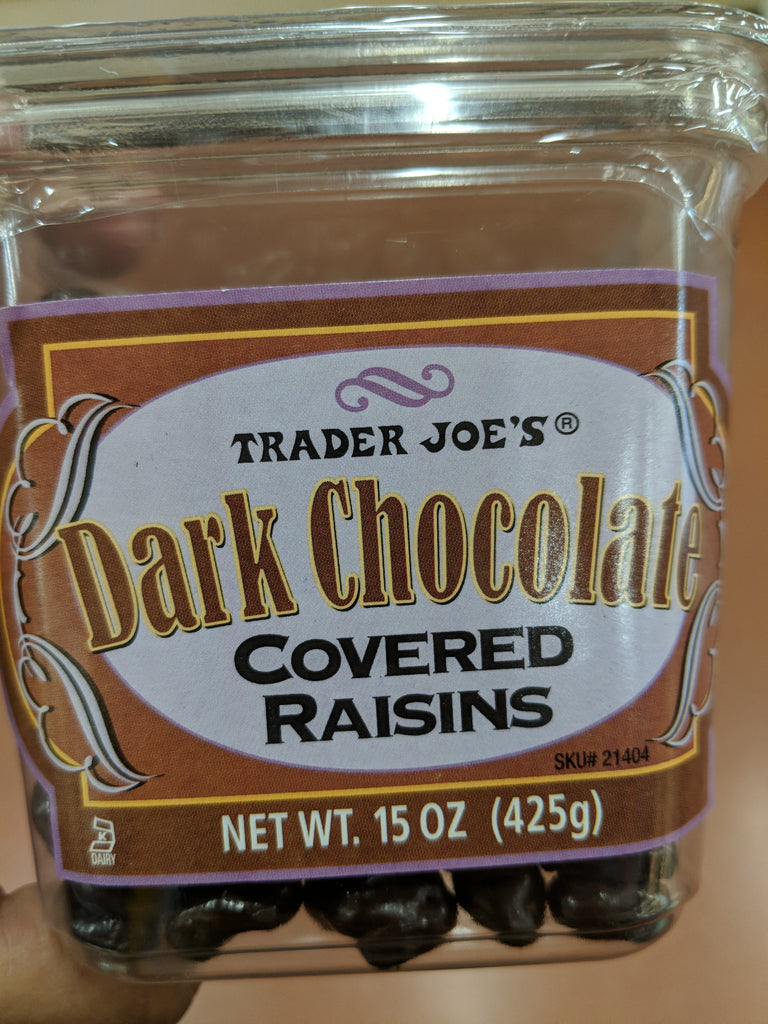 TRADER JOE'S®
Dark Chocolate
COVERED
RAISINS
SKU# 21404
NET WT. 15 OZ (425g)
K
DAIRY